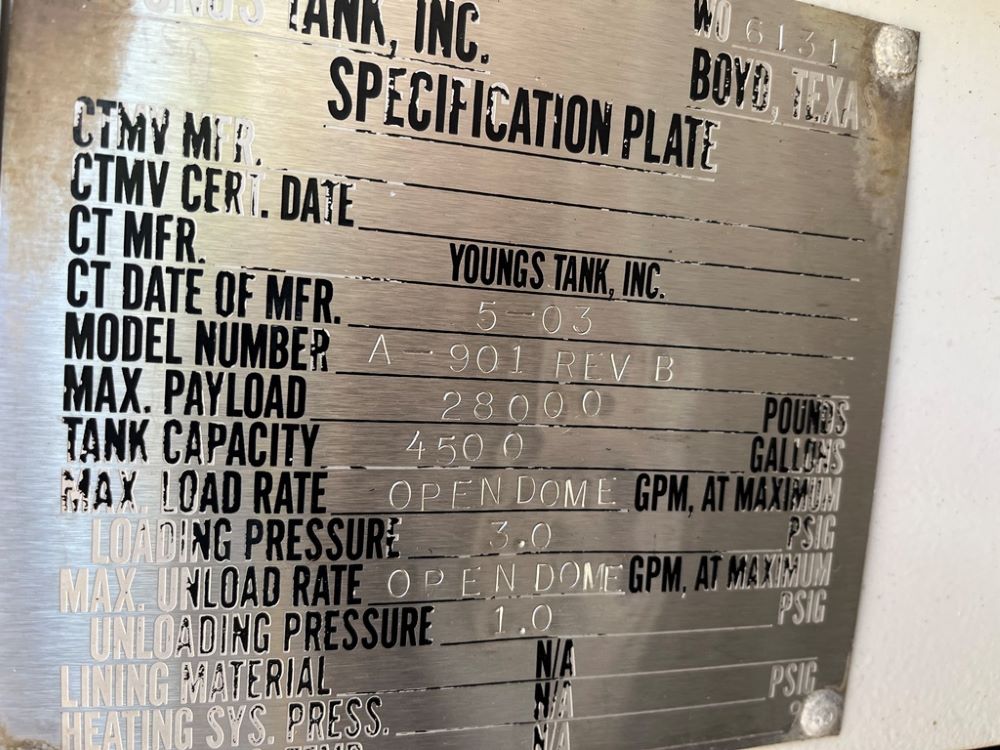 YOUNGS TANK, INC. WO 6131
BOYD, TEXAS
SPECIFICATION PLATE
CTMV MFR.
CTMV CERT. DATE
CT MFR. YOUNGS TANK, INC.
CT DATE OF MFR. 5-03
MODEL NUMBER A-901 REV B
MAX. PAYLOAD 28000 POUNDS
TANK CAPACITY 4500 GALLONS
MAX. LOAD RATE OPEN DOME GPM, AT MAXIMUM
LOADING PRESSURE 3.0 PSIG
MAX. UNLOAD RATE OPEN DOME GPM, AT MAXIMUM
UNLOADING PRESSURE 1.0 PSIG
LINING MATERIAL N/A
HEATING SYS. PRESS. N/A PSIG
N/A